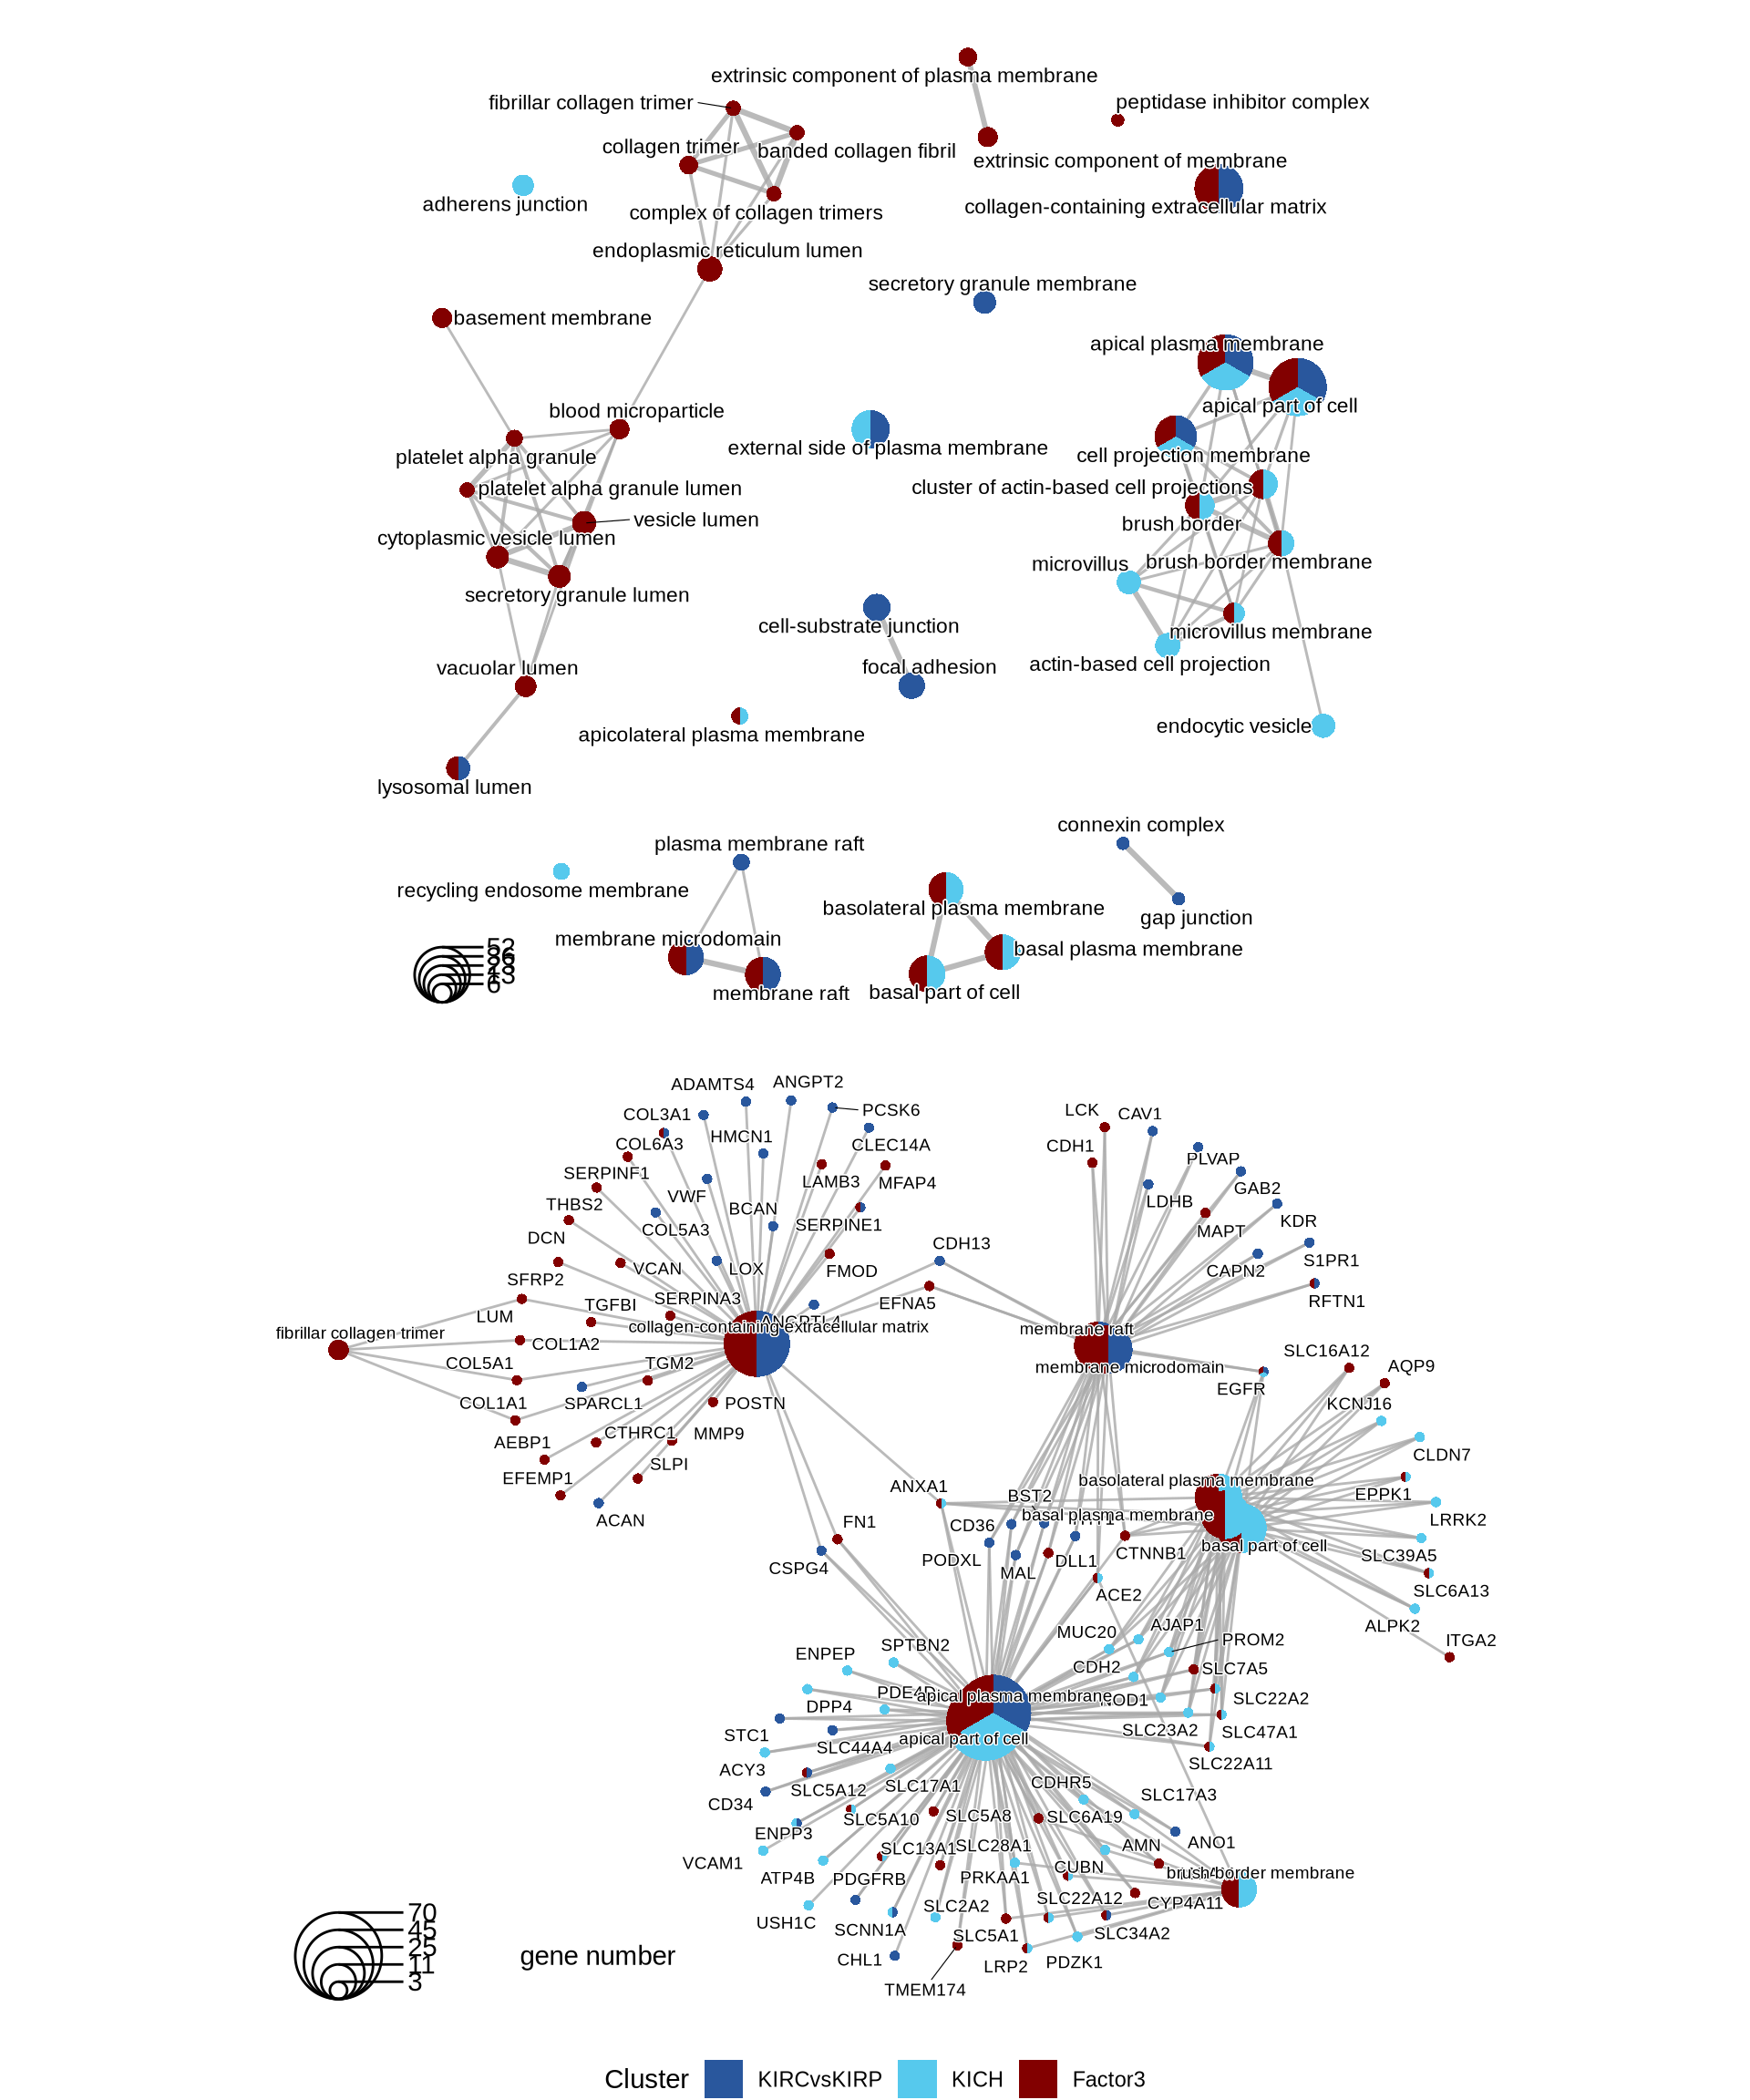 extrinsic component of plasma membrane
fibrillar collagen trimer
peptidase inhibitor complex
collagen trimer
banded collagen fibril
extrinsic component of membrane
adherens junction
complex of collagen trimers
collagen-containing extracellular matrix
endoplasmic reticulum lumen
secretory granule membrane
basement membrane
apical plasma membrane
blood microparticle
apical part of cell
external side of plasma membrane
platelet alpha granule
cell projection membrane
platelet alpha granule lumen
cluster of actin-based cell projections
vesicle lumen
brush border
cytoplasmic vesicle lumen
microvillus
brush border membrane
secretory granule lumen
cell-substrate junction
microvillus membrane
vacuolar lumen
focal adhesion
actin-based cell projection
apicolateral plasma membrane
endocytic vesicle
lysosomal lumen
connexin complex
plasma membrane raft
recycling endosome membrane
basolateral plasma membrane
gap junction
membrane microdomain
basal plasma membrane
membrane raft
basal part of cell
52
13
6
ADAMTS4
ANGPT2
COL3A1
PCSK6
LCK
CAV1
COL6A3
HMCN1
CLEC14A
CDH1
PLVAP
SERPINF1
LAMB3
MFAP4
GAB2
THBS2
VWF
BCAN
LDHB
DCN
COL5A3
SERPINE1
MAPT
KDR
SFRP2
VCAN
LOX
FMOD
CDH13
CAPN2
S1PR1
LUM
TGFBI
SERPINA3
EFNA5
RFTN1
fibrillar collagen trimer
ANGPTL4
collagen-containing extracellular matrix
membrane raft
COL1A2
SLC16A12
COL5A1
TGM2
membrane microdomain
AQP9
EGFR
COL1A1
SPARCL1
POSTN
KCNJ16
AEBP1
CTHRC1
MMP9
CLDN7
EFEMP1
SLPI
ANXA1
basolateral plasma membrane
EPPK1
ACAN
BST2
basal plasma membrane
LRRK2
FN1
CD36
basal part of cell
CSPG4
PODXL
MAL
DLL1
CTNNB1
SLC39A5
ACE2
SLC6A13
ALPK2
ITGA2
ENPEP
SPTBN2
MUC20
AJAP1
PROM2
CDH2
SLC7A5
DPP4
apical plasma membrane
SLC22A2
STC1
SLC44A4
apical part of cell
SLC23A2
SLC47A1
ACY3
SLC22A11
CD34
SLC5A12
SLC17A1
CDHR5
SLC17A3
ENPP3
SLC5A10
SLC5A8
SLC6A19
VCAM1
SLC13A1
SLC28A1
AMN
ANO1
ATP4B
PDGFRB
PRKAA1
CUBN
brush border membrane
USH1C
SCNN1A
SLC2A2
SLC22A12
CYP4A11
CHL1
SLC5A1
SLC34A2
TMEM174
LRP2
PDZK1
70
45
25
11
3
gene number
Cluster
KIRCvsKIRP
KICH
Factor3